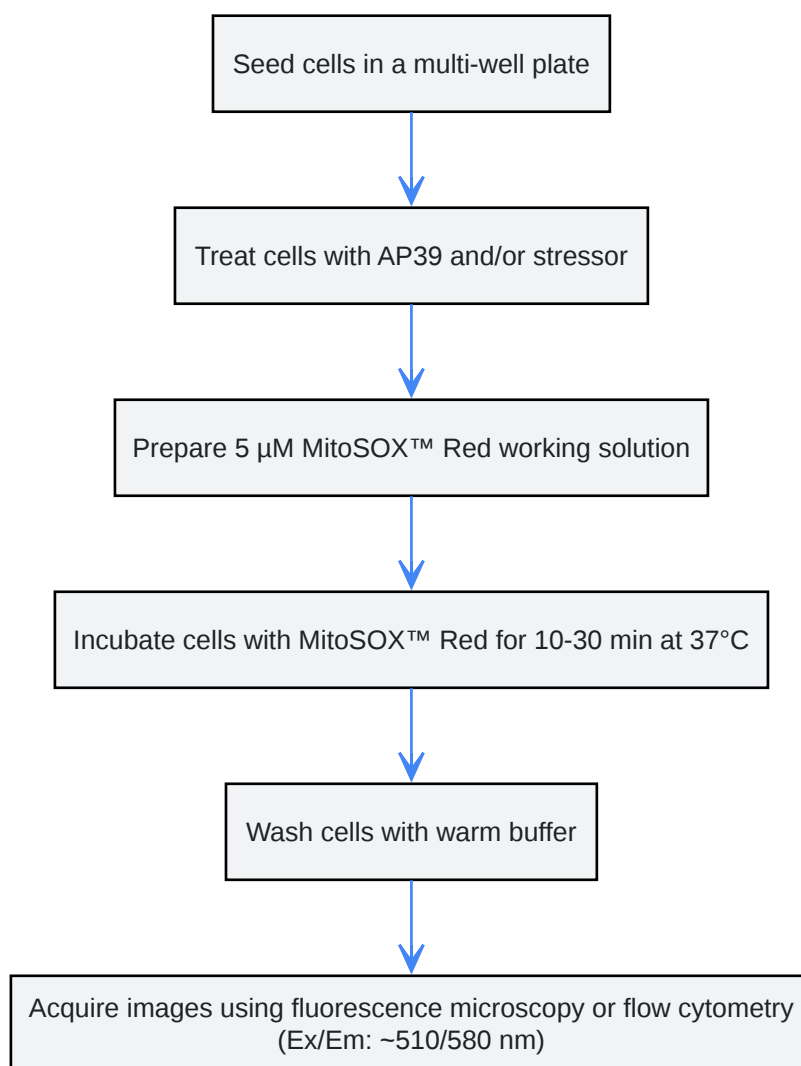 Seed cells in a multi-well plate
Treat cells with AP39 and/or stressor
Prepare 5 µM MitoSOX™ Red working solution
Incubate cells with MitoSOX™ Red for 10-30 min at 37°C
Wash cells with warm buffer
Acquire images using fluorescence microscopy or flow cytometry
(Ex/Em: ~510/580 nm)